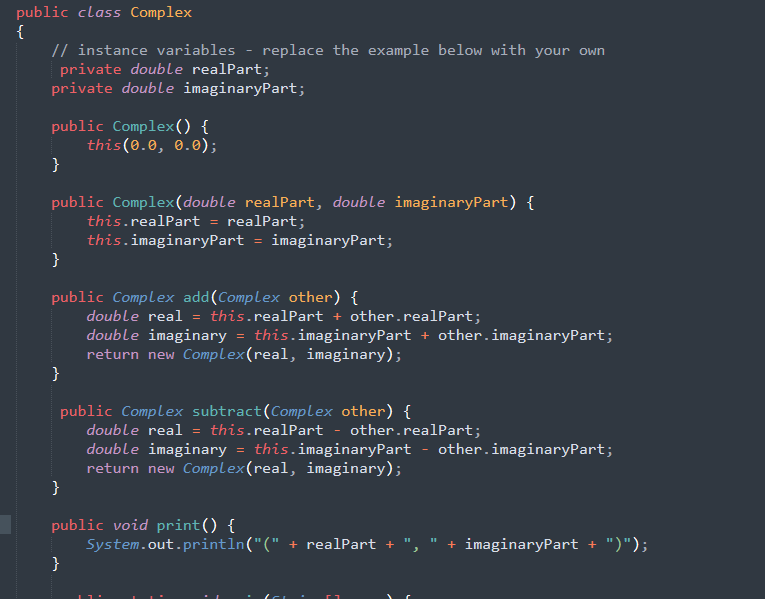 public class Complex
{
// instance variables - replace the example below with your own
private double realPart;
private double imaginaryPart;
public Complex() {
this(0.0, 0.0);
}
public Complex(double realPart, double imaginaryPart) {
this.realPart = realPart;
this.imaginaryPart = imaginaryPart;
}
public Complex add(Complex other) {
double real = this.realPart + other.realPart;
double imaginary = this.imaginaryPart + other.imaginaryPart;
return new Complex(real, imaginary);
}
public Complex subtract(Complex other) {
double real = this.realPart - other.realPart;
double imaginary = this.imaginaryPart - other.imaginaryPart;
return new Complex(real, imaginary);
}
public void print() {
System.out.println("(" + realPart + ", " + imaginaryPart + ")");
}